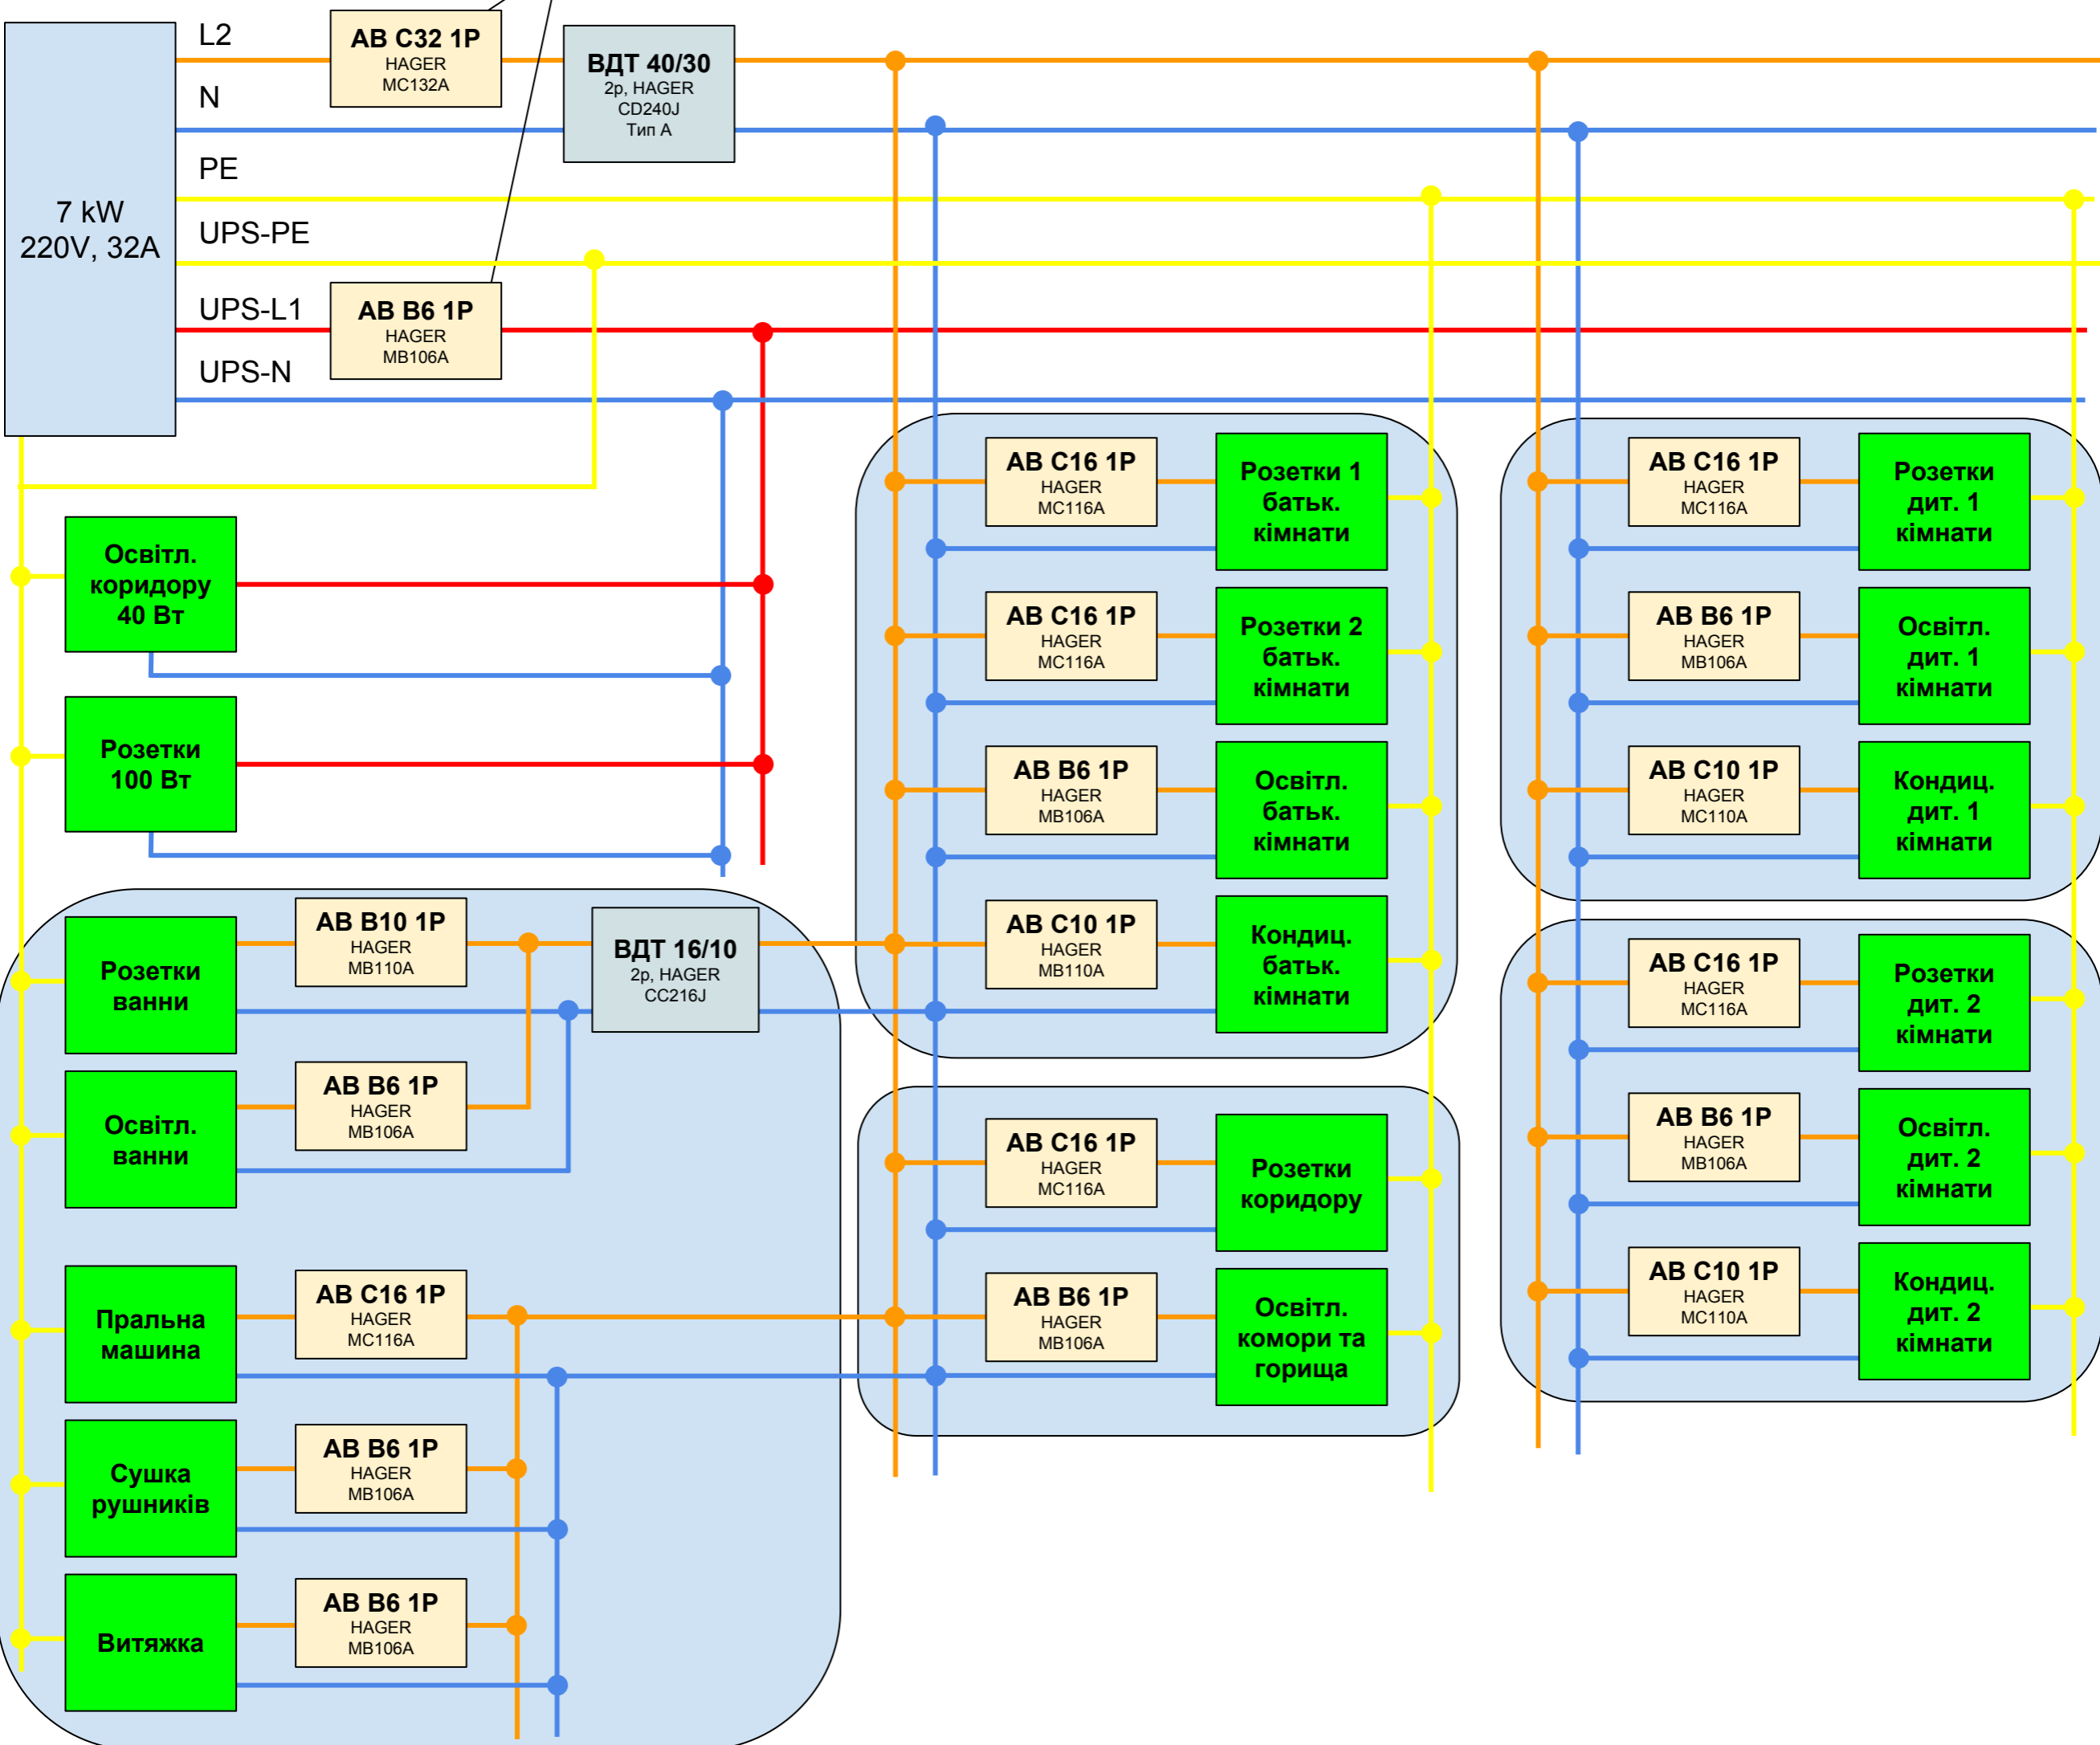 7 kW
220V, 32A
L2
N
PE
UPS-PE
UPS-L1
UPS-N
АВ C32 1P
HAGER
MC132A
ВДТ 40/30
2p, HAGER
CD240J
Тип А
АВ B6 1P
HAGER
MB106A
Освітл.
коридору
40 Вт
Розетки
100 Вт
Розетки
ванни
АВ B10 1P
HAGER
MB110A
ВДТ 16/10
2p, HAGER
CC216J
Освітл.
ванни
АВ B6 1P
HAGER
MB106A
Пральна
машина
АВ C16 1P
HAGER
MC116A
Сушка
рушників
АВ B6 1P
HAGER
MB106A
Витяжка
АВ B6 1P
HAGER
MB106A
АВ C16 1P
HAGER
MC116A
Розетки 1
батьк.
кімнати
АВ C16 1P
HAGER
MC116A
Розетки 2
батьк.
кімнати
АВ B6 1P
HAGER
MB106A
Освітл.
батьк.
кімнати
АВ C10 1P
HAGER
MB110A
Кондиц.
батьк.
кімнати
АВ C16 1P
HAGER
MC116A
Розетки
коридору
АВ B6 1P
HAGER
MB106A
Освітл.
комори та
горища
АВ C16 1P
HAGER
MC116A
Розетки
дит. 1
кімнати
АВ B6 1P
HAGER
MB106A
Освітл.
дит. 1
кімнати
АВ C10 1P
HAGER
MC110A
Кондиц.
дит. 1
кімнати
АВ C16 1P
HAGER
MC116A
Розетки
дит. 2
кімнати
АВ B6 1P
HAGER
MB106A
Освітл.
дит. 2
кімнати
АВ C10 1P
HAGER
MC110A
Кондиц.
дит. 2
кімнати